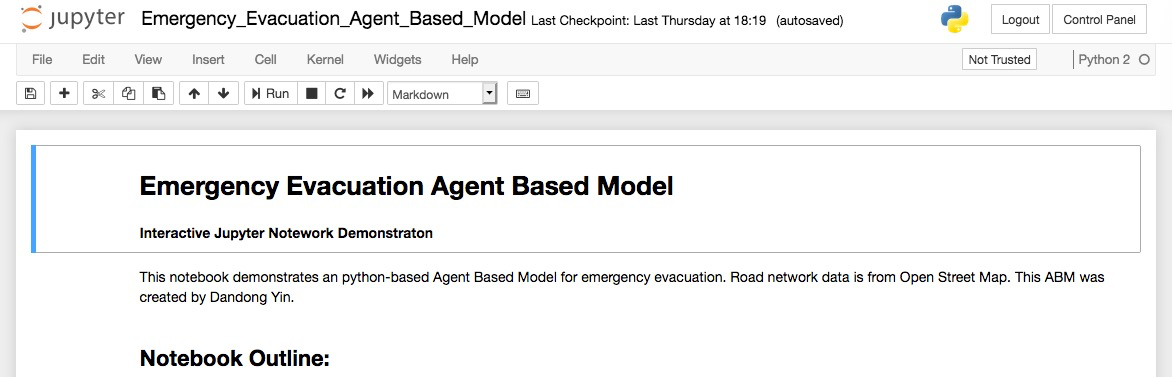 jupyter Emergency_Evacuation_Agent_Based_Model Last Checkpoint: Last Thursday at 18:19 (autosaved) Logout Control Panel
File Edit View Insert Cell Kernel Widgets Help Not Trusted Python 2
Run Markdown
Emergency Evacuation Agent Based Model
Interactive Jupyter Notework Demonstraton
This notebook demonstrates an python-based Agent Based Model for emergency evacuation. Road network data is from Open Street Map. This ABM was
created by Dandong Yin.
Notebook Outline: